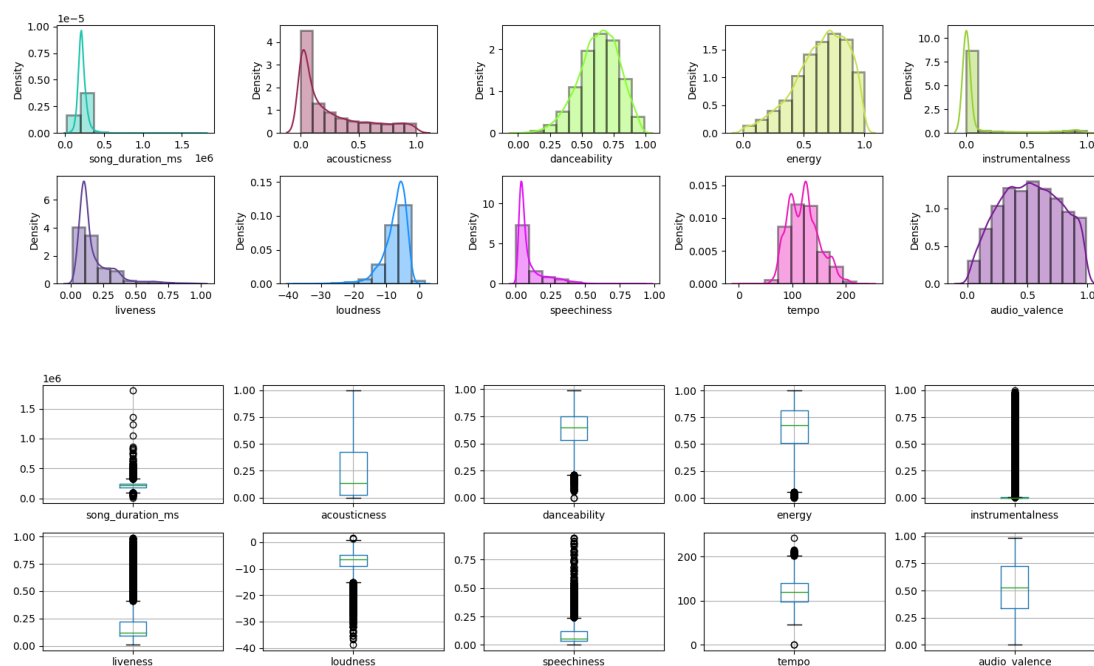 1e−5
Density
0.00 0.25 0.50 0.75 1.00
0.0 0.5 1.0 1.5
song_duration_ms 1e6
Density
0 1 2 3 4
0.0 0.5 1.0
acousticness
Density
0 1 2
0.00 0.25 0.50 0.75 1.00
danceability
Density
0.0 0.5 1.0 1.5
0.0 0.5 1.0
energy
Density
0.0 2.5 5.0 7.5 10.0
0.0 0.5 1.0
instrumentalness
Density
0 2 4 6
0.00 0.25 0.50 0.75 1.00
liveness
Density
0.00 0.05 0.10 0.15
−40 −30 −20 −10 0
loudness
Density
0 5 10
0.00 0.25 0.50 0.75 1.00
speechiness
Density
0.000 0.005 0.010 0.015
0 100 200
tempo
Density
0.0 0.5 1.0
0.0 0.5 1.0
audio_valence
1e6
0.0 0.5 1.0 1.5
song_duration_ms
0.00 0.25 0.50 0.75 1.00
acousticness
0.00 0.25 0.50 0.75 1.00
danceability
0.00 0.25 0.50 0.75 1.00
energy
0.00 0.25 0.50 0.75 1.00
instrumentalness
0.00 0.25 0.50 0.75 1.00
liveness
−40 −30 −20 −10 0
loudness
0.00 0.25 0.50 0.75
speechiness
0 100 200
tempo
0.00 0.25 0.50 0.75 1.00
audio_valence